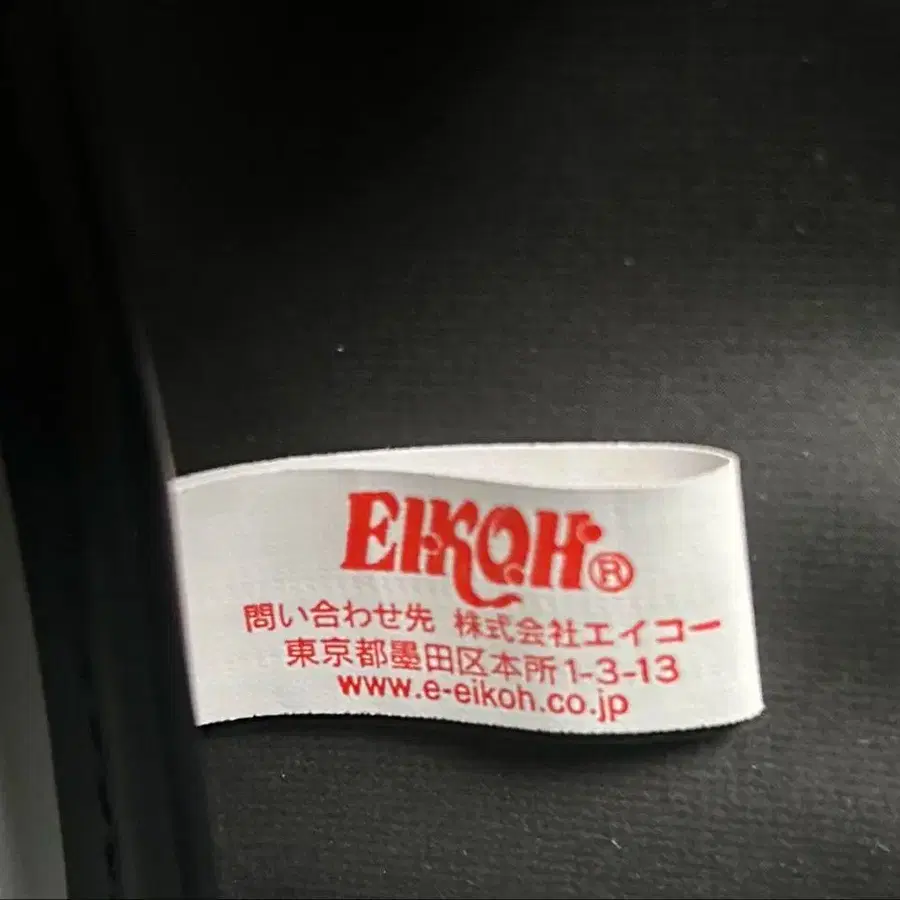 EIKOH®
問い合わせ先 株式会社エイコー
東京都墨田区本所1-3-13
www.e-eikoh.co.jp